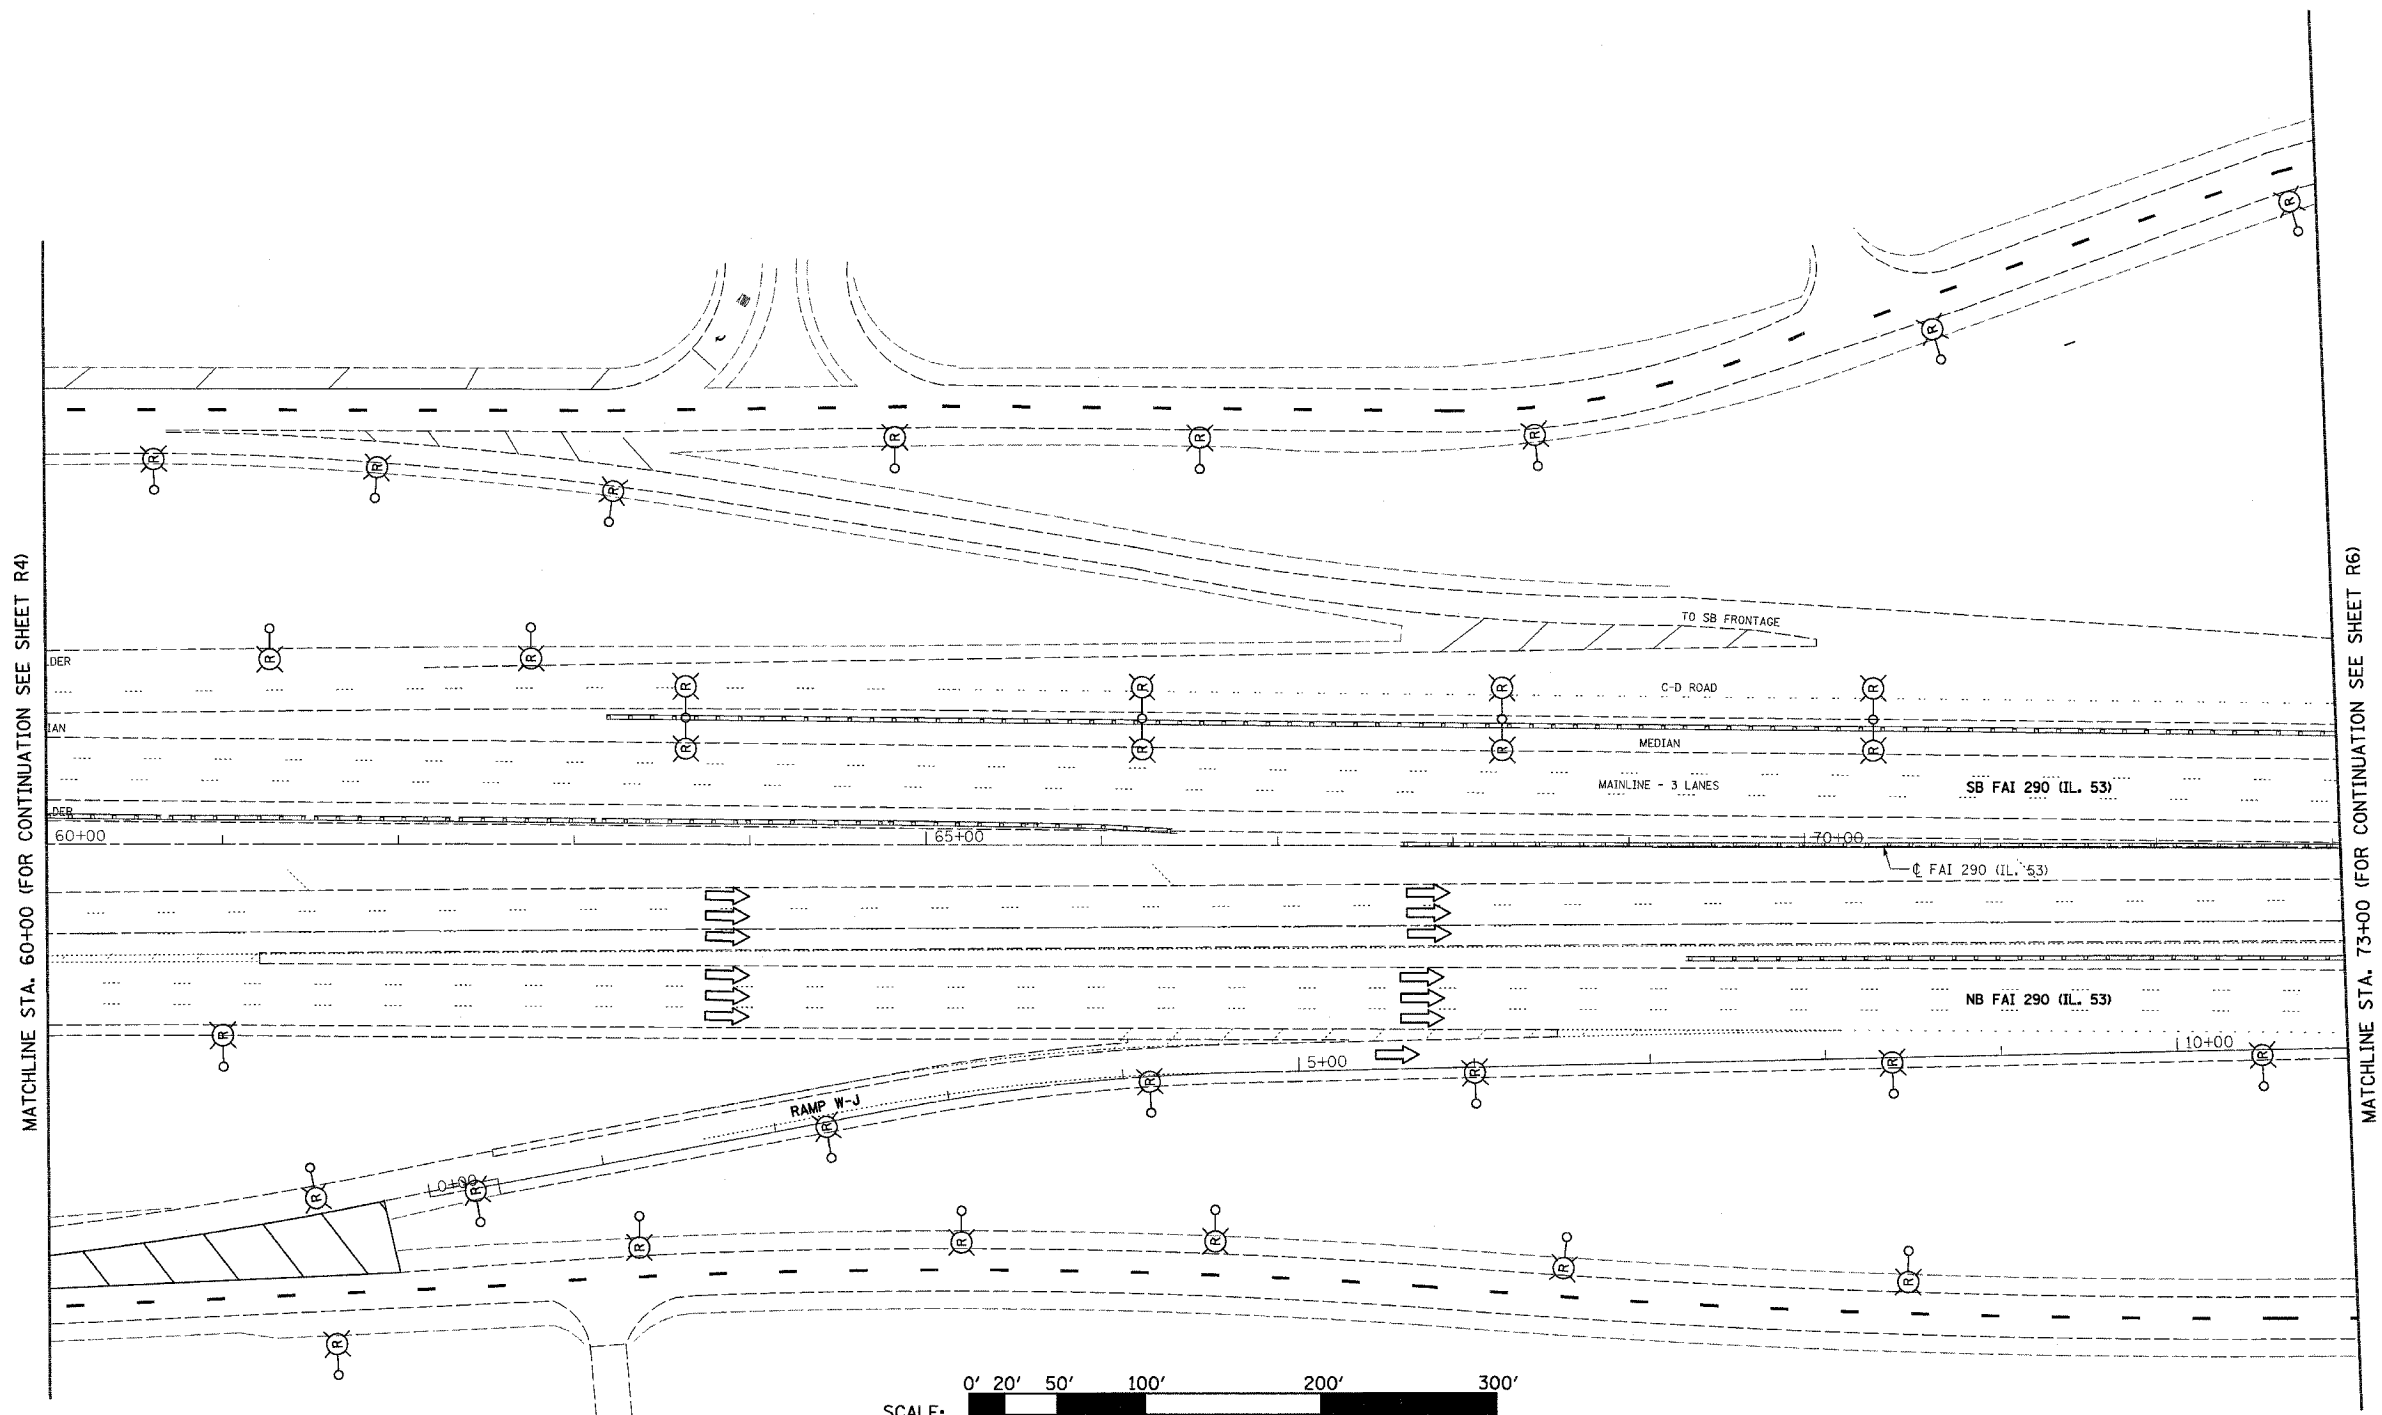 MATCHLINE STA. 60+00 (FOR CONTINUATION SEE SHEET R4)
MATCHLINE STA. 73+00 (FOR CONTINUATION SEE SHEET R6)
R
R
R
R
R
R
R
R
TO SB FRONTAGE
DER
R
R
R
R
R
R
C-D ROAD
IAN
R
R
R
R
MEDIAN
MAINLINE - 3 LANES
SB FAI 290 (IL. 53)
DER
60+00
65+00
70+00
℄ FAI 290 (IL. 53)
NB FAI 290 (IL. 53)
R
5+00
10+00
R
R
R
R
RAMP W-J
R
0+00
R
R
R
R
R
R
R
R
0' 20' 50' 100' 200' 300'
SCALE: